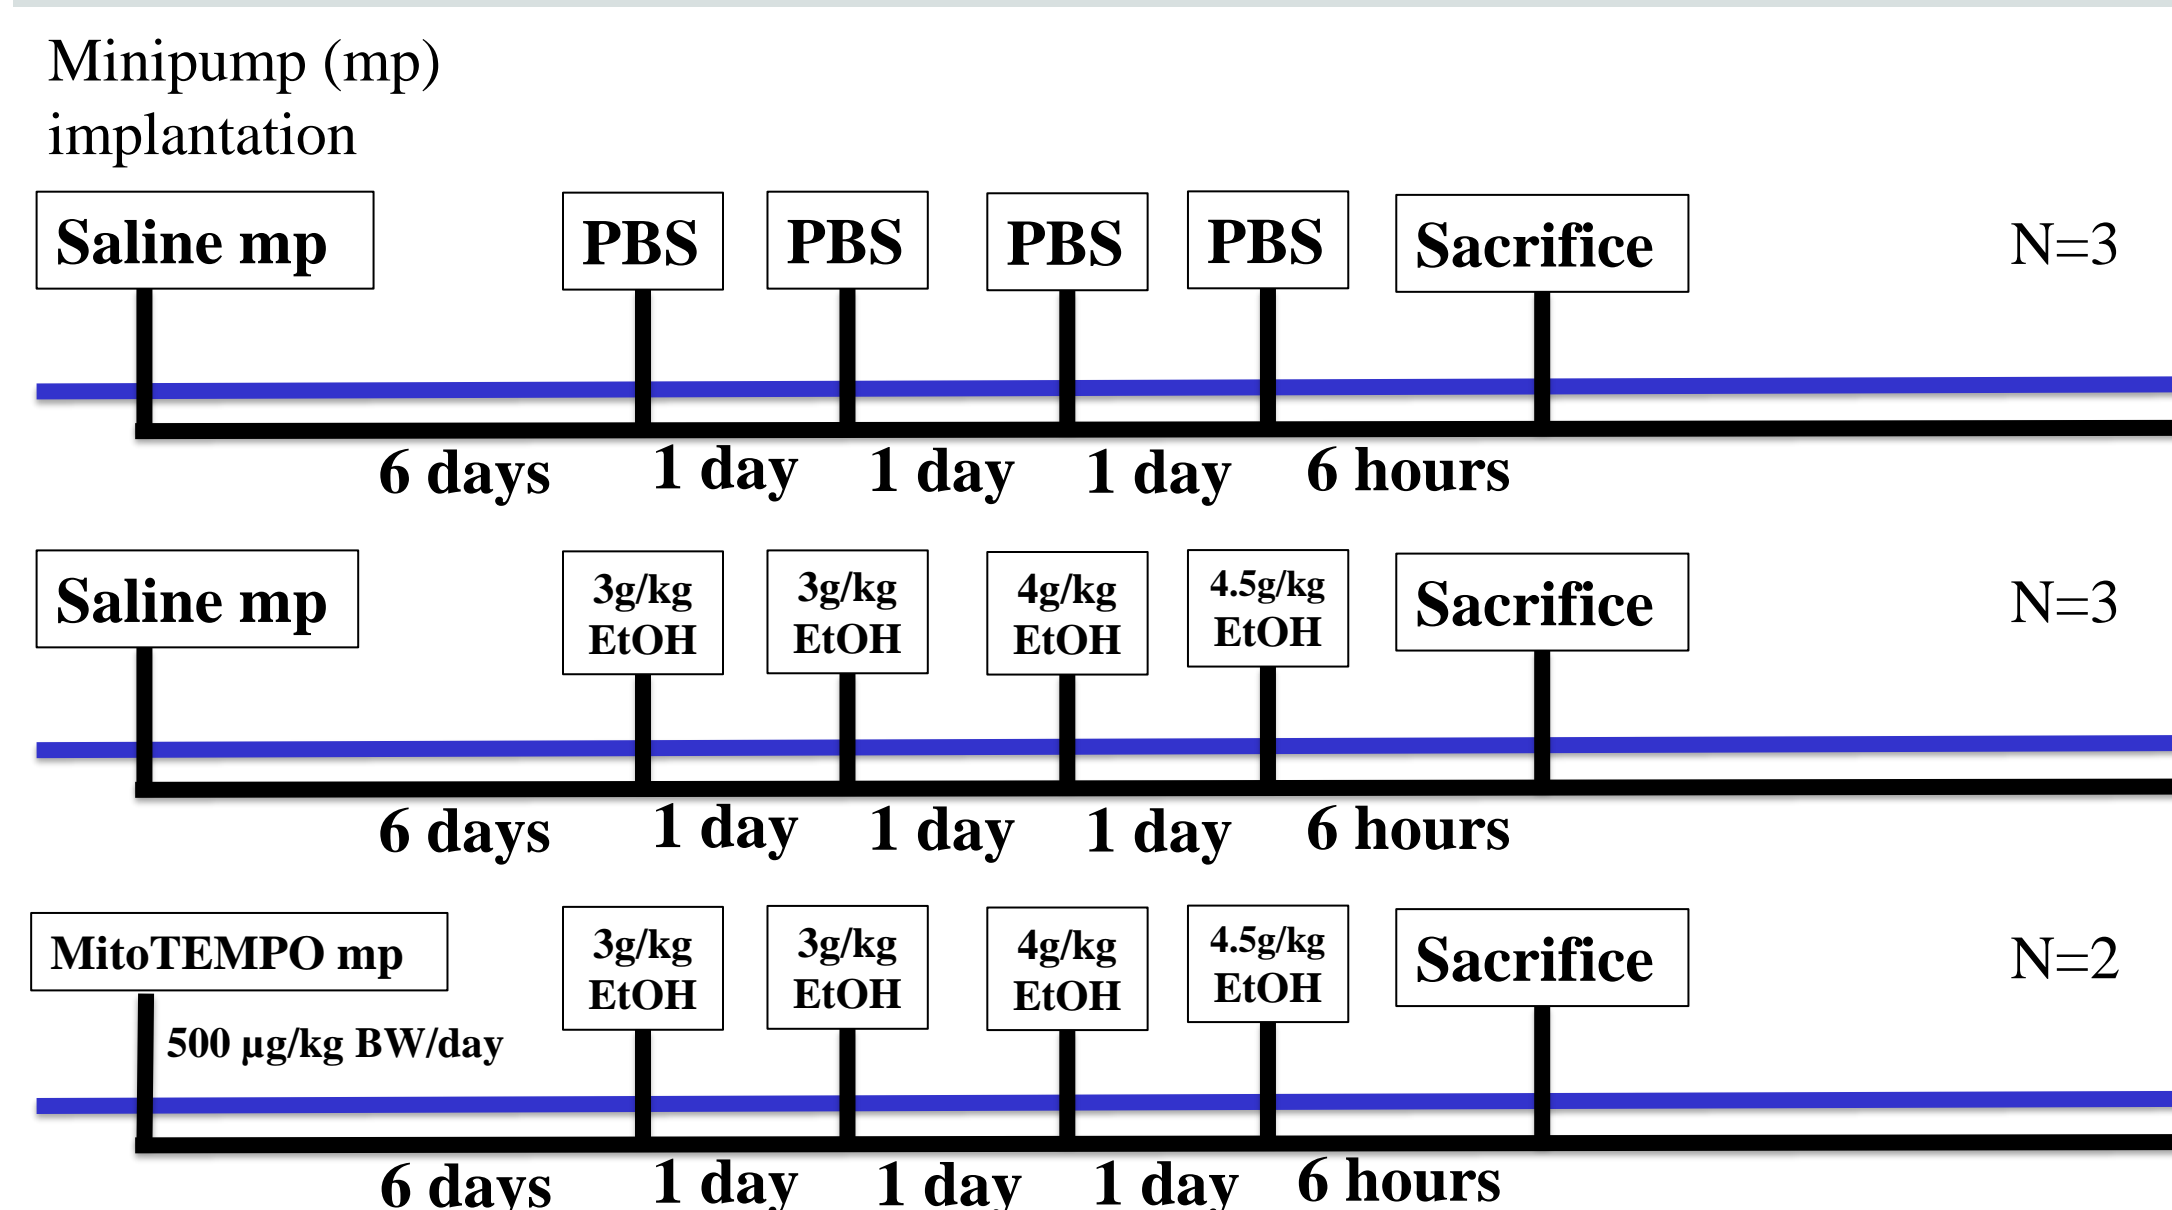 Minipump (mp)
implantation
Saline mp
PBS
PBS
PBS
PBS
Sacrifice
N=3
6 days
1 day
1 day
1 day
6 hours
Saline mp
3g/kg
EtOH
3g/kg
EtOH
4g/kg
EtOH
4.5g/kg
EtOH
Sacrifice
N=3
6 days
1 day
1 day
1 day
6 hours
MitoTEMPO mp
500 µg/kg BW/day
3g/kg
EtOH
3g/kg
EtOH
4g/kg
EtOH
4.5g/kg
EtOH
Sacrifice
N=2
6 days
1 day
1 day
1 day
6 hours